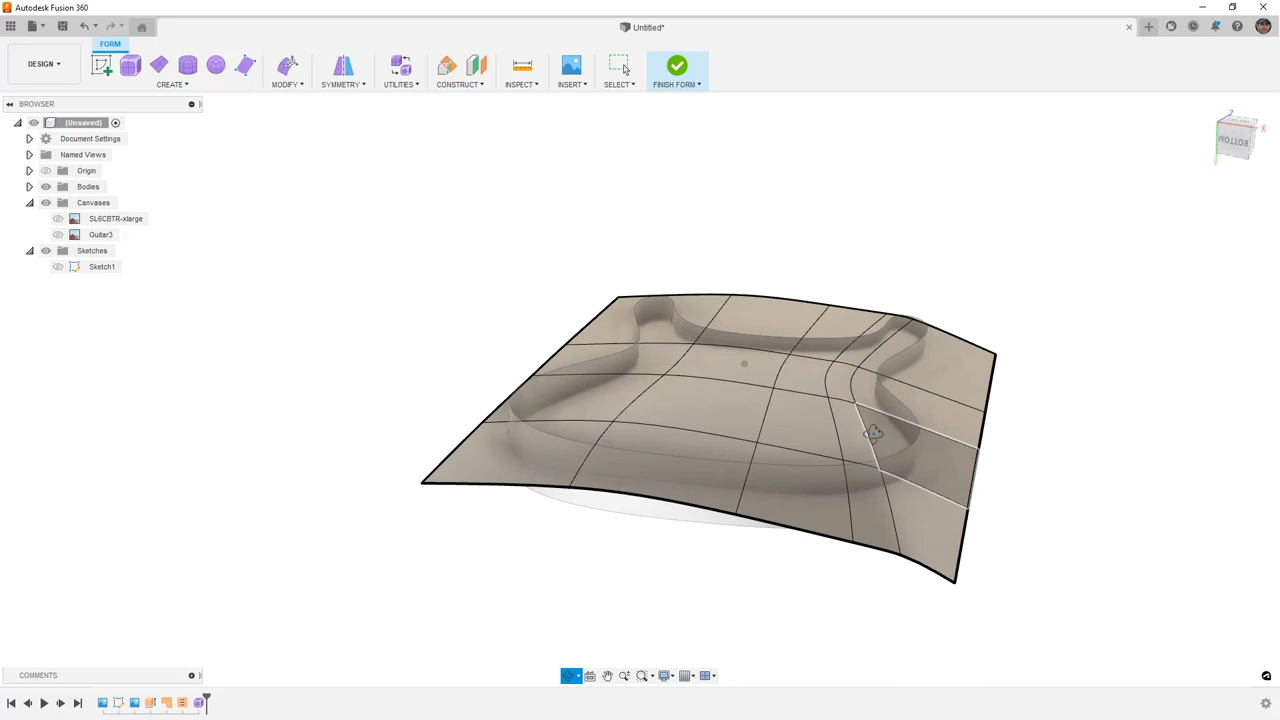 Autodesk Fusion 360
Untitled*
FORM
DESIGN
CREATE
MODIFY
SYMMETRY
UTILITIES
CONSTRUCT
INSPECT
INSERT
SELECT
FINISH FORM
BROWSER
(Unsaved)
Document Settings
Named Views
Origin
Bodies
Canvases
SL6CBTR-xlarge
Guitar3
Sketches
Sketch1
Z
X
BOTTOM
COMMENTS